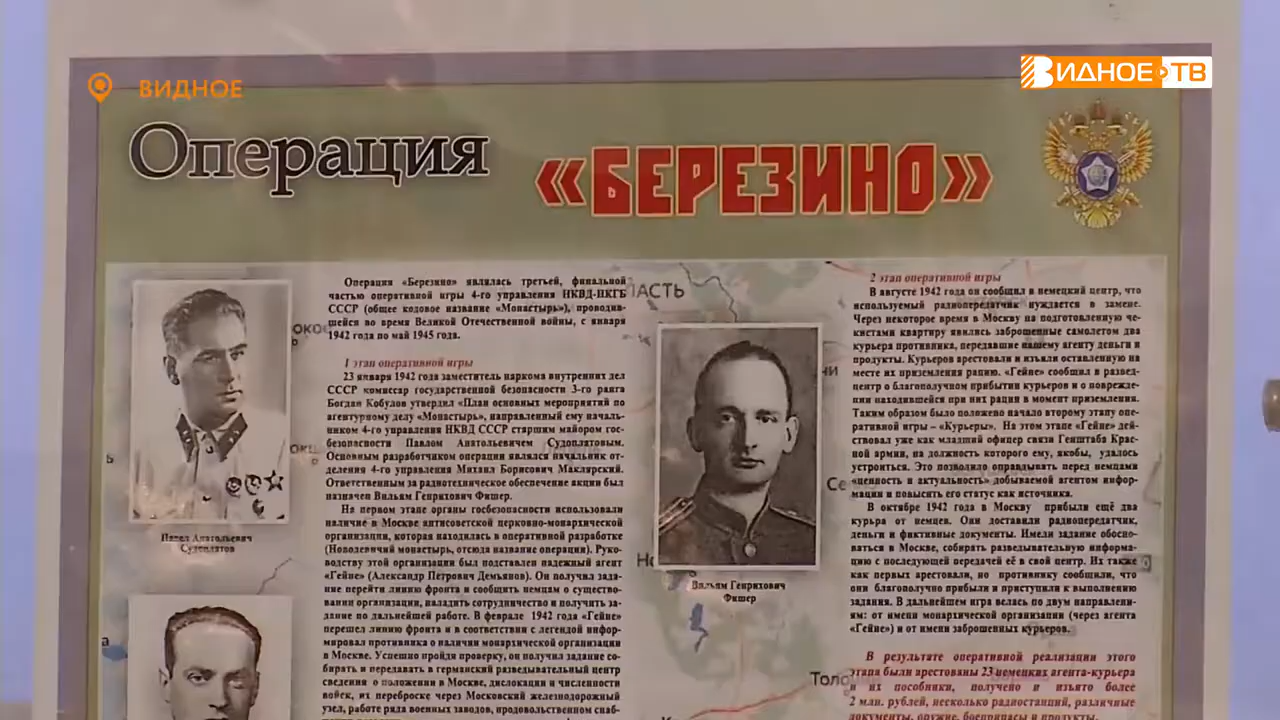 ВИДНОЕ
ВИДНОЕ ТВ
Операция
«БЕРЕЗИНО»
Операция «Березино» являлась третьей, финальной
частью оперативной игры 4-го управления НКВД-НКГБ
СССР (общее кодовое название «Монастырь»), проводив-
шейся во время Великой Отечественной войны, с января
1942 года по май 1945 года.
1 этап оперативной игры
23 января 1942 года заместитель наркома внутренних дел
СССР комиссар государственной безопасности 3-го ранга
Богдан Кобулов утвердил «План основных мероприятий по
агентурному делу «Монастырь», направленный ему началь-
ником 4-го управления НКВД СССР старшим майором гос-
безопасности Павлом Анатольевичем Судоплатовым.
Основным разработчиком операции являлся начальник от-
деления 4-го управления Михаил Борисович Маклярский.
Ответственным за радиотехническое обеспечение акции был
назначен Вильям Генрихович Фишер.
На первом этапе органы госбезопасности использовали
наличие в Москве антисоветской церковно-монархической
организации, которая находилась в оперативной разработке
(Новодевичий монастырь, отсюда название операции). Руко-
водству этой организации был подставлен надежный агент
«Гейне» (Александр Петрович Демьянов). Он получил зада-
ние перейти линию фронта и сообщить немцам о существо-
вании организации, наладить сотрудничество и получить за-
дание по дальнейшей работе. В феврале 1942 года «Гейне»
перешел линию фронта и в соответствии с легендой инфор-
мировал противника о наличии монархической организации
в Москве. Успешно пройдя проверку, он получил задание со-
бирать и передавать в германский разведывательный центр
сведения о положении в Москве, дислокации и численности
войск, их переброске через Московский железнодорожный
узел, работе ряда военных заводов, продовольственном снаб-
Павел Анатольевич
Судоплатов
ЛАСТЬ
Вильям Генрихович
Фишер
2 этап оперативной игры
В августе 1942 года он сообщил в немецкий центр, что
используемый радиопередатчик нуждается в замене.
Через некоторое время в Москву на подготовленную че-
кистами квартиру явились заброшенные самолетом два
курьера противника, передавшие нашему агенту деньги и
продукты. Курьеров арестовали и изъяли оставленную на
месте их приземления рацию. «Гейне» сообщил в развед-
центр о благополучном прибытии курьеров и о поврежде-
нии находившейся при них рации в момент приземления.
Таким образом было положено начало второму этапу опе-
ративной игры – «Курьеры». На этом этапе «Гейне» дей-
ствовал уже как младший офицер связи Генштаба Крас-
ной армии, на должность которого ему, якобы, удалось
устроиться. Это позволило оправдывать перед немцами
«ценность и актуальность» добываемой агентом инфор-
мации и повысить его статус как источника.
В октябре 1942 года в Москву прибыли ещё два
курьера от немцев. Они доставили радиопередатчик,
деньги и фиктивные документы. Имели задание обосно-
ваться в Москве, собирать разведывательную информа-
цию с последующей передачей её в свой центр. Их также
как первых арестовали, но противнику сообщили, что
они благополучно прибыли и приступили к выполнению
задания. В дальнейшем игра велась по двум направлени-
ям: от имени монархической организации (через агента
«Гейне») и от имени заброшенных курьеров.
В результате оперативной реализации этого
этапа были арестованы 23 немецких агента-курьера
и их пособники, получено и изъято более
2 млн. рублей, несколько радиостанций, различные
документы, оружие, боеприпасы и продукты.